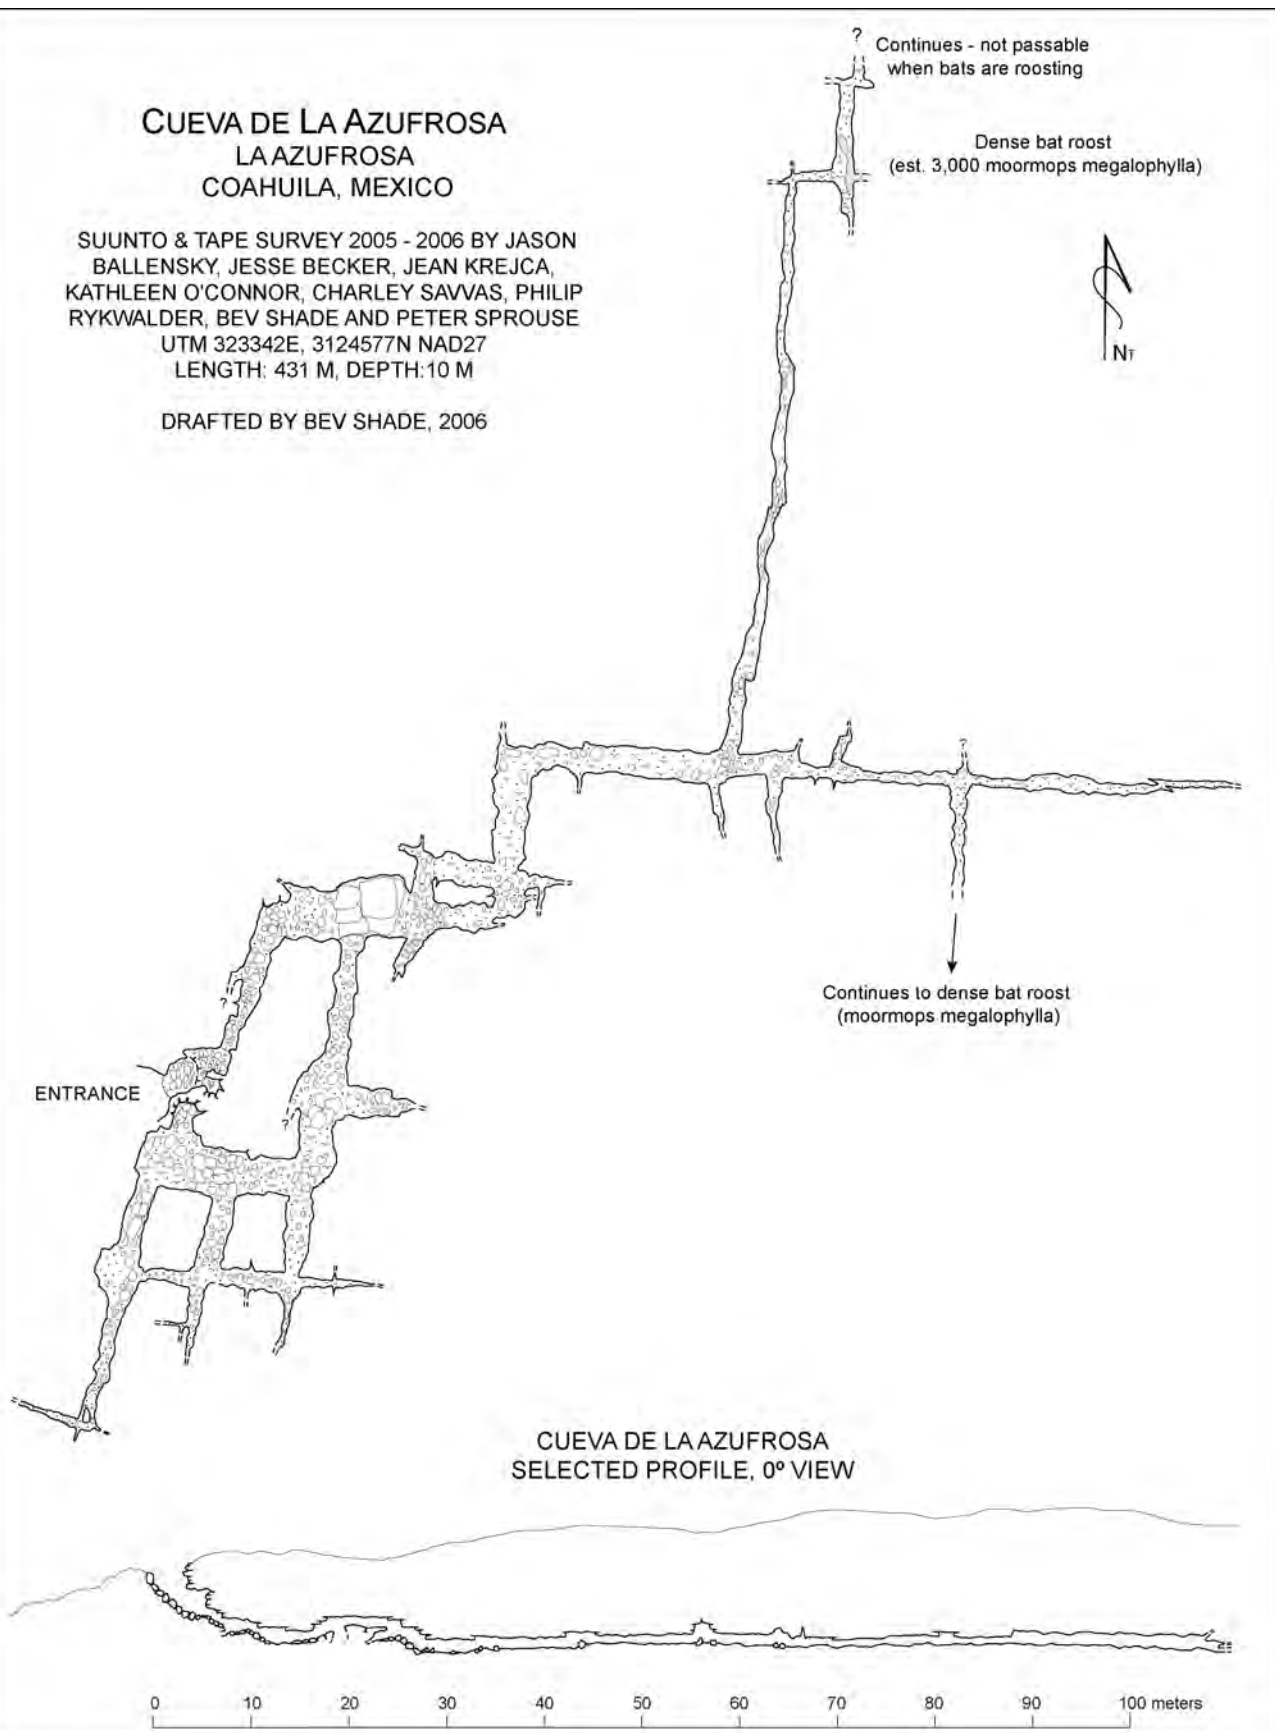 ?
Continues - not passable
when bats are roosting
CUEVA DE LA AZUFROSA
LA AZUFROSA
COAHUILA, MEXICO
Dense bat roost
(est. 3,000 moormops megalophylla)
SUUNTO & TAPE SURVEY 2005 - 2006 BY JASON
BALLENSKY, JESSE BECKER, JEAN KREJCA,
KATHLEEN O'CONNOR, CHARLEY SAVVAS, PHILIP
RYKWALDER, BEV SHADE AND PETER SPROUSE
UTM 323342E, 3124577N NAD27
LENGTH: 431 M, DEPTH:10 M
NT
DRAFTED BY BEV SHADE, 2006
?
?
Continues to dense bat roost
(moormops megalophylla)
ENTRANCE
?
CUEVA DE LA AZUFROSA
SELECTED PROFILE, 0º VIEW
? ?
0 10 20 30 40 50 60 70 80 90 100 meters